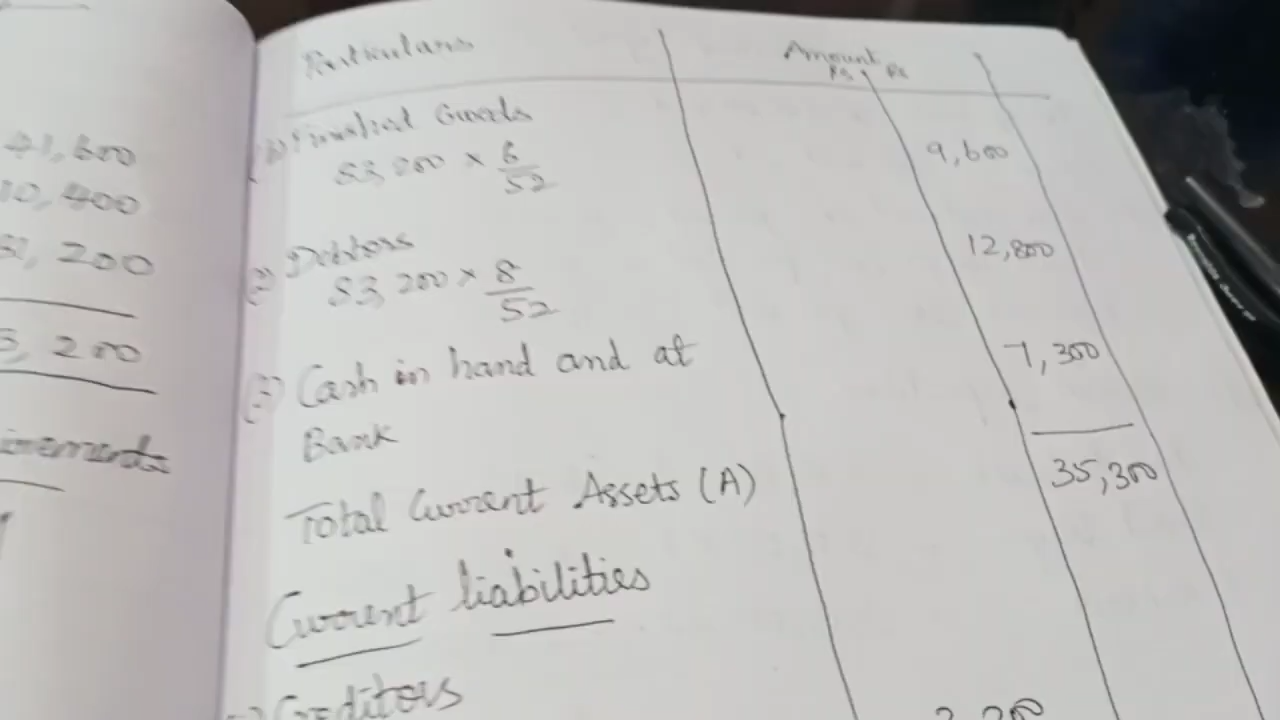 41,600
10,400
31,200
3,200
Particulars
Amount
Rs Ps
Finished Goods
83,200 × 6/52
9,600
Debtors
83,200 × 8/52
12,800
Cash in hand and at
Bank
7,300
Total Current Assets (A)
35,300
Current liabilities
Creditors